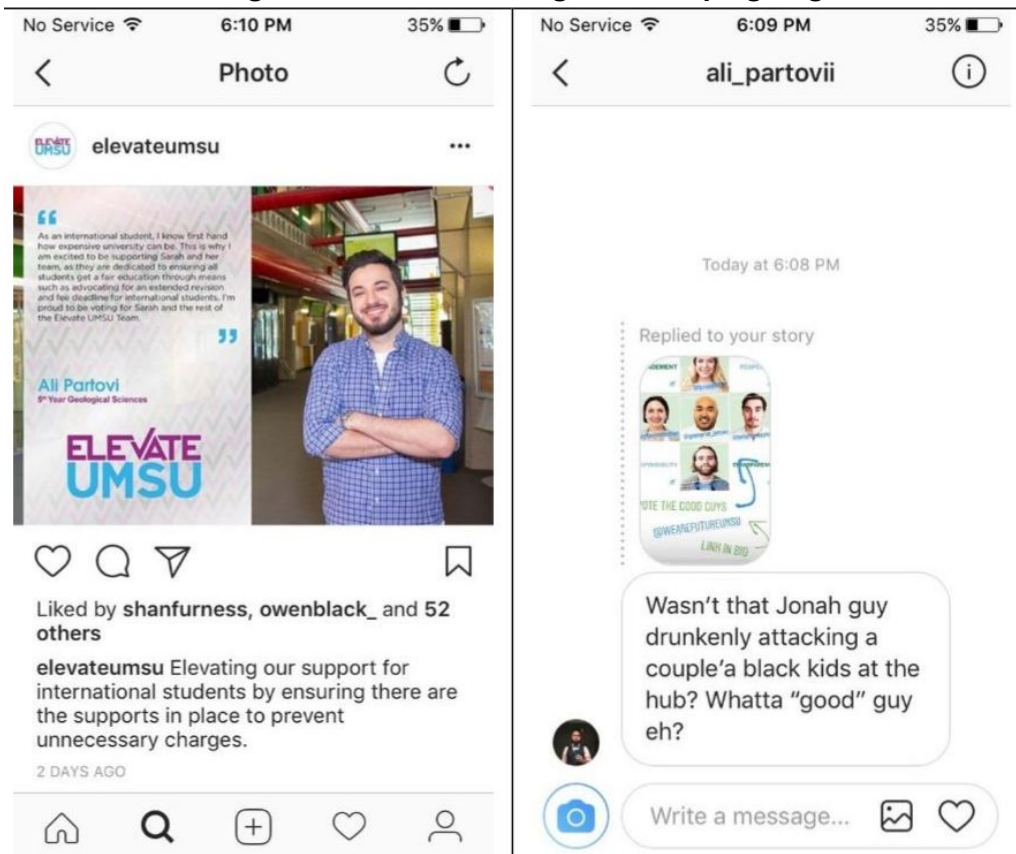 No Service 6:10 PM 35%
Photo
ELEVATE
UMSU
elevateumsu
“
As an international student, I know first hand
how expensive university can be. This is why I
am excited to be supporting Sarah and her
team, as they are dedicated to ensuring all
students get a fair education through means
such as advocating for an extended revision
and fee deadline for international students. I'm
proud to be voting for Sarah and the rest of
the Elevate UMSU Team.
”
Ali Partovi
5th Year Geological Sciences
ELEVATE
UMSU
Liked by shanfurness, owenblack_ and 52
others
elevateumsu Elevating our support for
international students by ensuring there are
the supports in place to prevent
unnecessary charges.
2 DAYS AGO
No Service 6:09 PM 35%
ali_partovii
Today at 6:08 PM
Replied to your story
VOTE THE GOOD GUYS
@WEAREFUTUREUMSU
LINK IN BIO
Wasn't that Jonah guy
drunkenly attacking a
couple'a black kids at the
hub? Whatta "good" guy
eh?
Write a message...